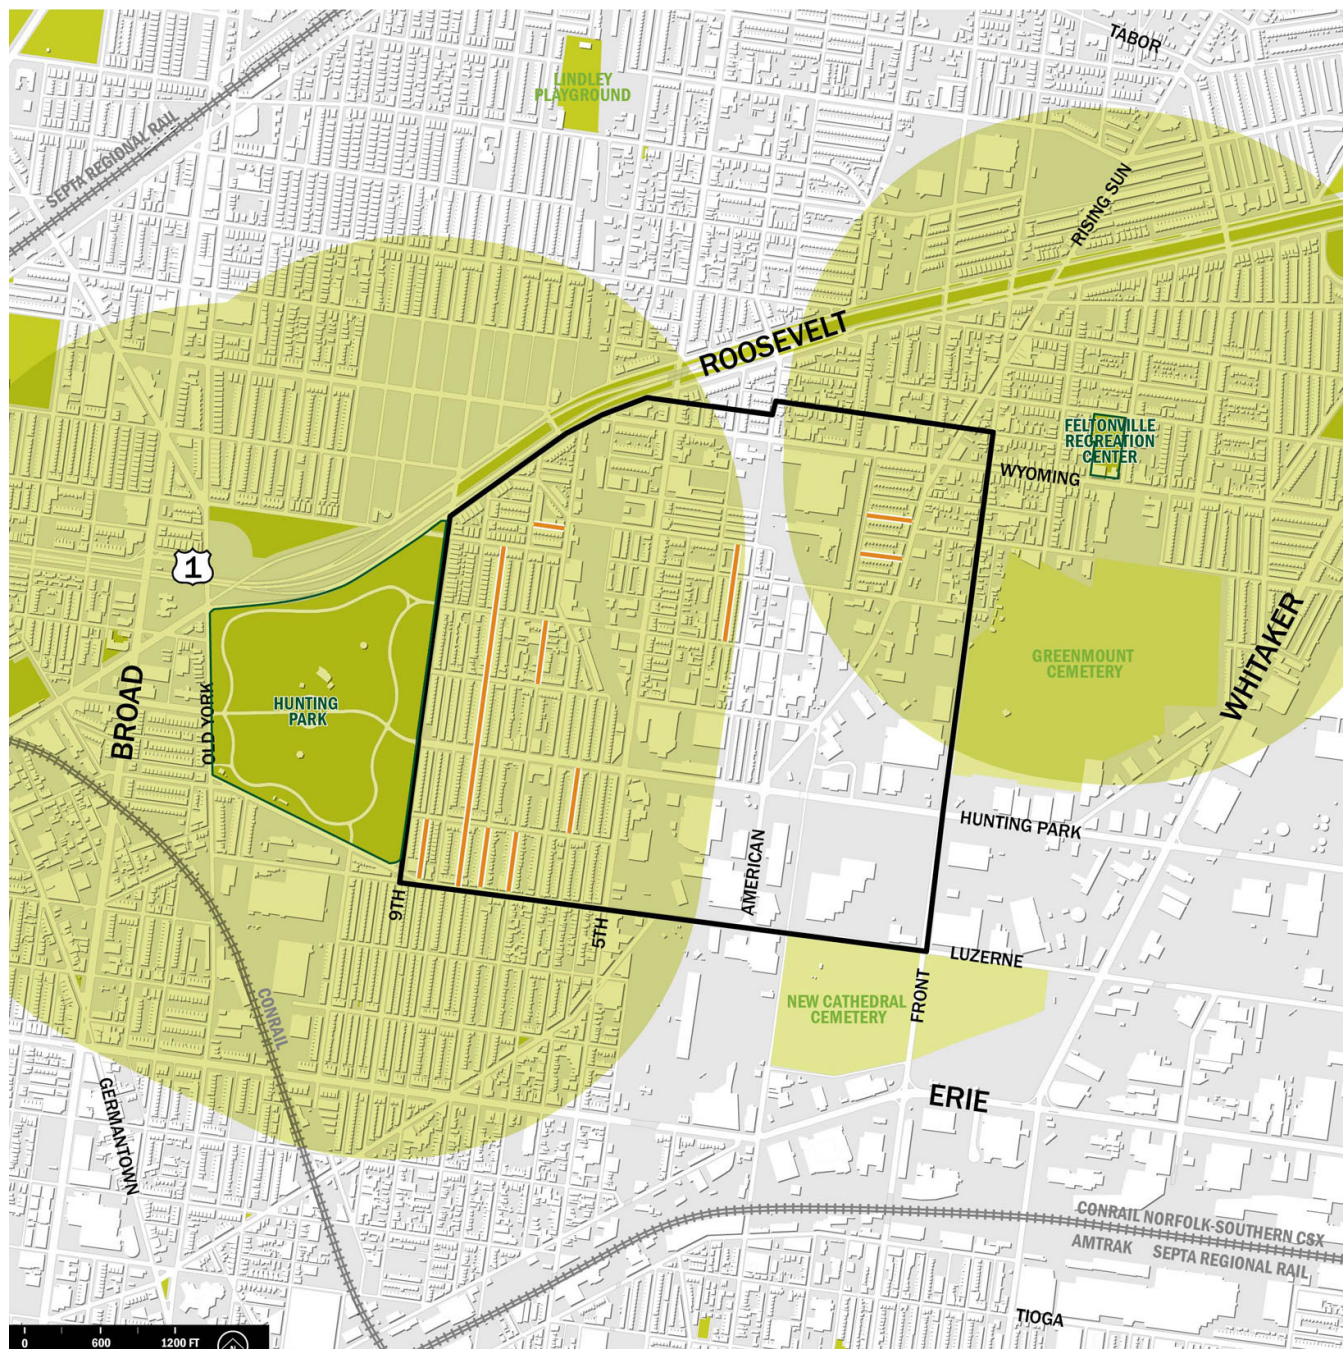 TABOR
LINDLEY
PLAYGROUND
SEPTA REGIONAL RAIL
RISING SUN
ROOSEVELT
FELTONVILLE
RECREATION
CENTER
WYOMING
1
WHITAKER
GREENMOUNT
CEMETERY
BROAD
OLD YORK
HUNTING
PARK
HUNTING PARK
AMERICAN
9TH
5TH
LUZERNE
FRONT
NEW CATHEDRAL
CEMETERY
CONRAIL
ERIE
GERMANTOWN
CONRAIL NORFOLK-SOUTHERN CSX
AMTRAK SEPTA REGIONAL RAIL
TIOGA
0 600 1200 FT
N